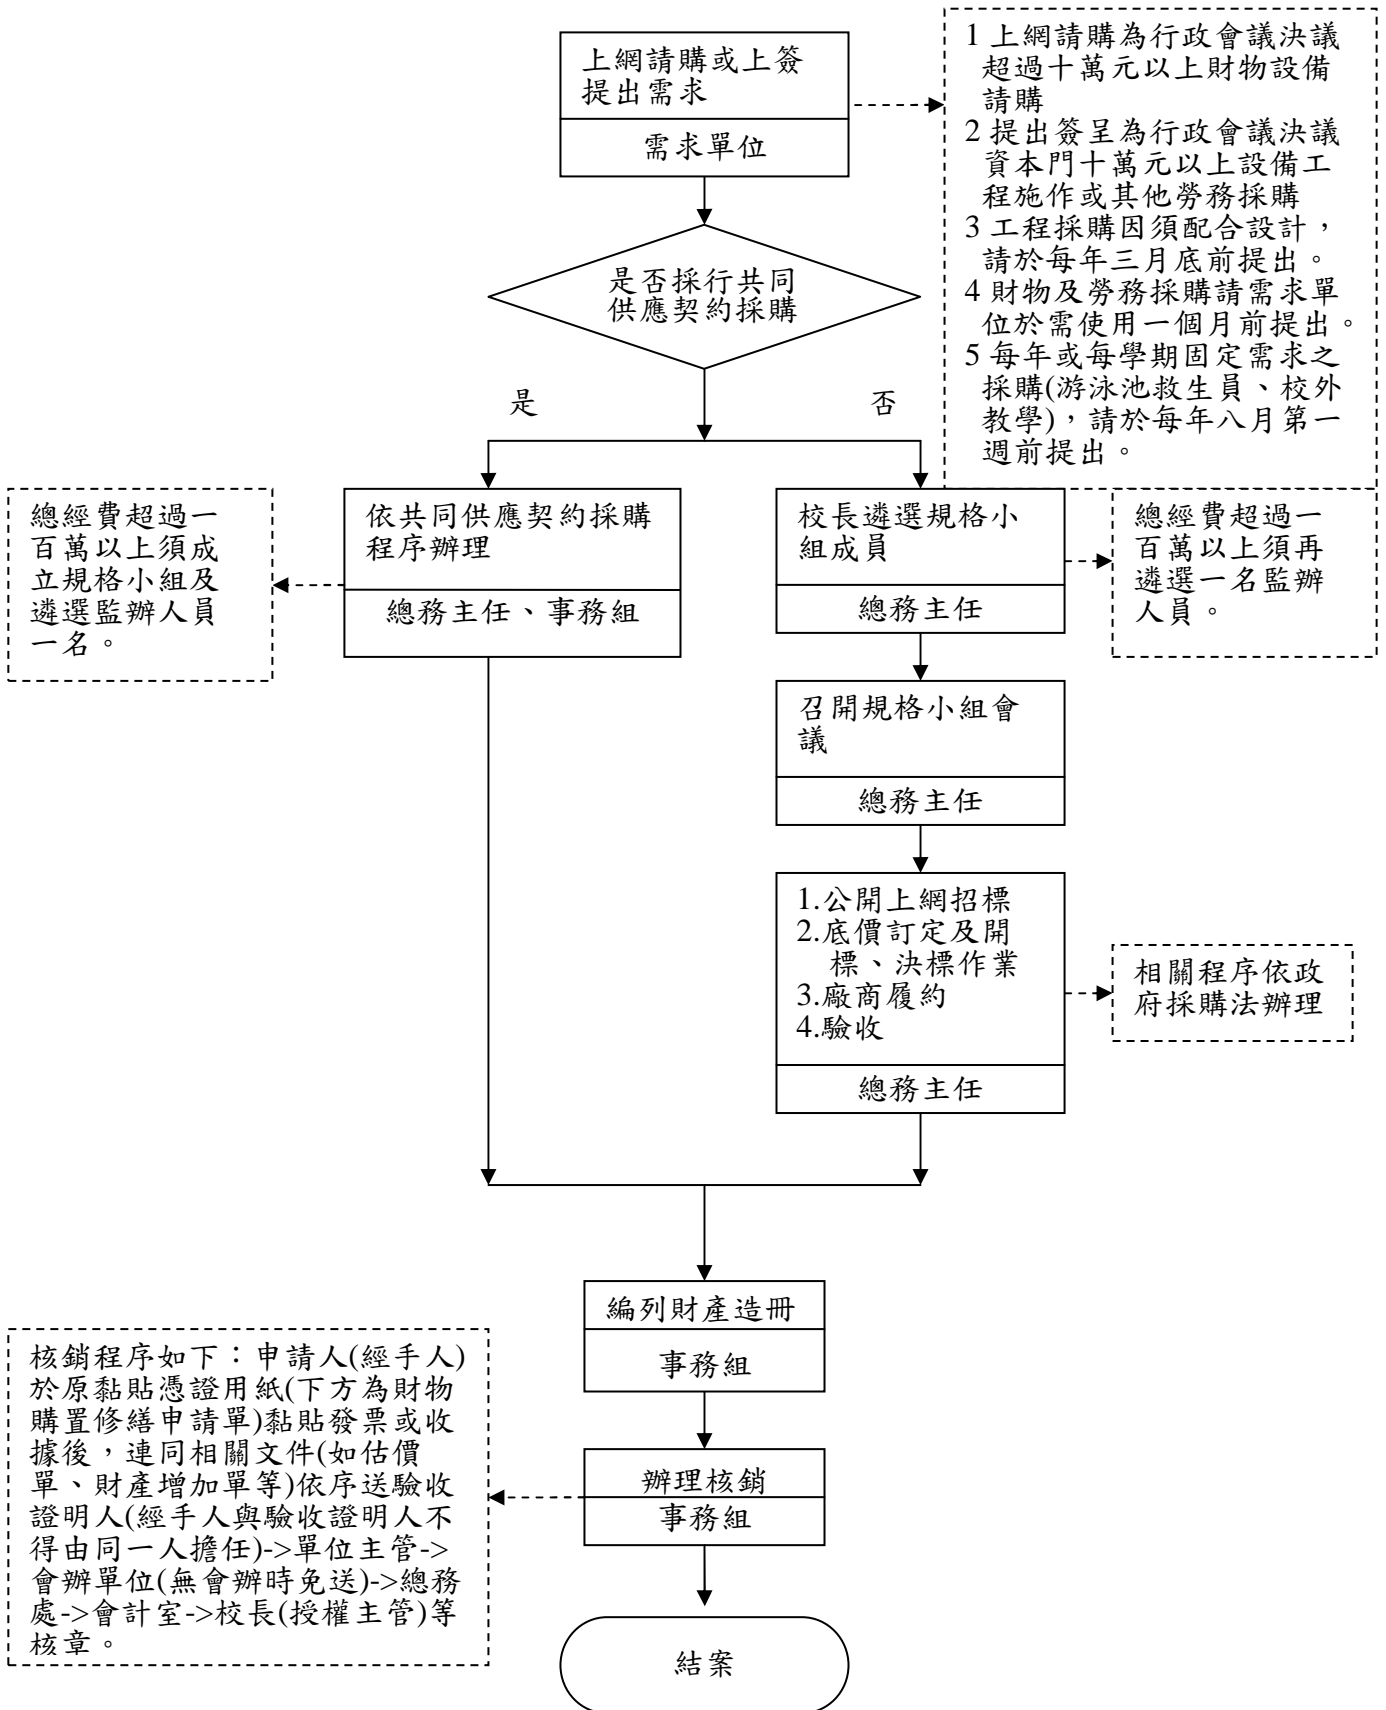 上網請購或上簽
提出需求
需求單位
1 上網請購為行政會議決議
超過十萬元以上財物設備
請購
2 提出簽呈為行政會議決議
資本門十萬元以上設備工
程施作或其他勞務採購
3 工程採購因須配合設計，
請於每年三月底前提出。
4 財物及勞務採購請需求單
位於需使用一個月前提出。
5 每年或每學期固定需求之
採購(游泳池救生員、校外
教學)，請於每年八月第一
週前提出。
是否採行共同
供應契約採購
是
否
總經費超過一
百萬以上須成
立規格小組及
遴選監辦人員
一名。
依共同供應契約採購
程序辦理
總務主任、事務組
校長遴選規格小
組成員
總務主任
總經費超過一
百萬以上須再
遴選一名監辦
人員。
召開規格小組會
議
總務主任
1.公開上網招標
2.底價訂定及開
標、決標作業
3.廠商履約
4.驗收
總務主任
相關程序依政
府採購法辦理
編列財產造冊
事務組
核銷程序如下：申請人(經手人)
於原黏貼憑證用紙(下方為財物
購置修繕申請單)黏貼發票或收
據後，連同相關文件(如估價
單、財產增加單等)依序送驗收
證明人(經手人與驗收證明人不
得由同一人擔任)->單位主管->
會辦單位(無會辦時免送)->總務
處->會計室->校長(授權主管)等
核章。
辦理核銷
事務組
結案